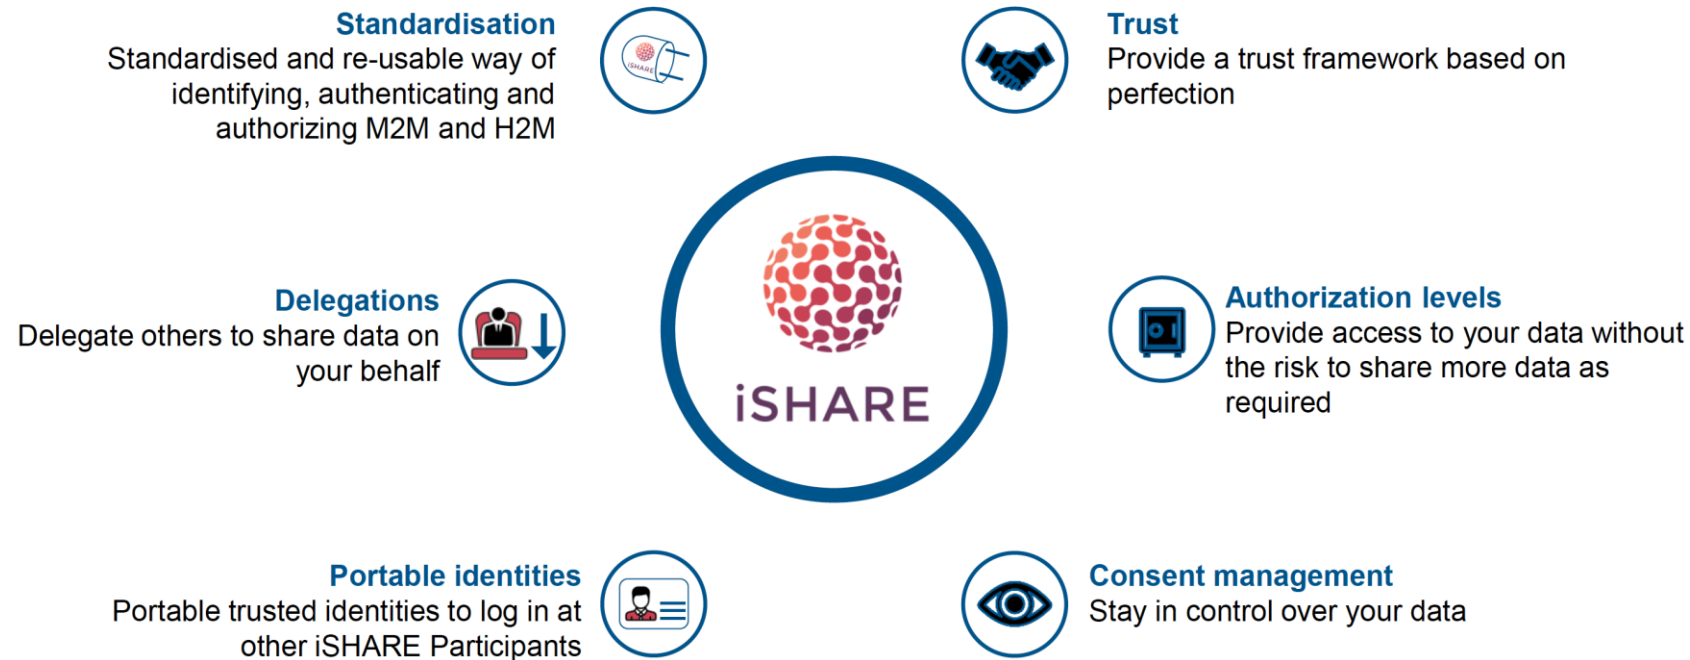 Standardisation
Standardised and re-usable way of
identifying, authenticating and
authorizing M2M and H2M
iSHARE
Trust
Provide a trust framework based on
perfection
Delegations
Delegate others to share data on
your behalf
iSHARE
Authorization levels
Provide access to your data without
the risk to share more data as
required
Portable identities
Portable trusted identities to log in at
other iSHARE Participants
Consent management
Stay in control over your data